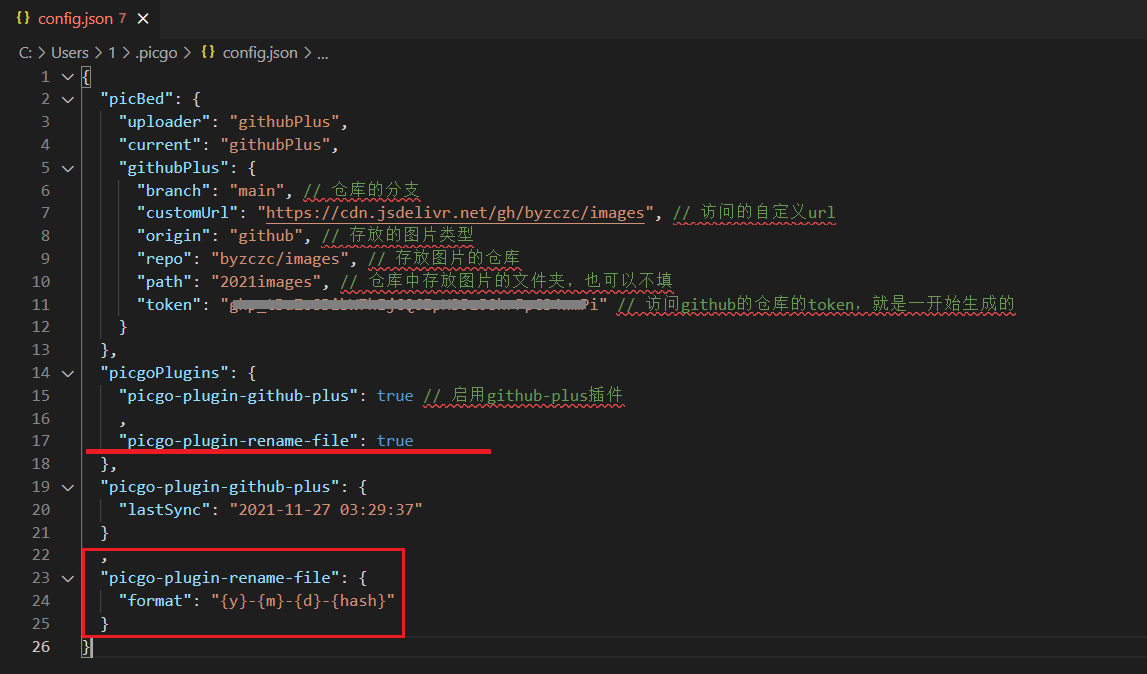 {} config.json 7 ×
C: > Users > 1 > .picgo > {} config.json > ...
1 {
2 "picBed": {
3 "uploader": "githubPlus",
4 "current": "githubPlus",
5 "githubPlus": {
6 "branch": "main", // 仓库的分支
7 "customUrl": "https://cdn.jsdelivr.net/gh/byzczc/images", // 访问的自定义url
8 "origin": "github", // 存放的图片类型
9 "repo": "byzczc/images", // 存放图片的仓库
10 "path": "2021images", // 仓库中存放图片的文件夹，也可以不填
11 "token": " " // 访问github的仓库的token，就是一开始生成的
12 }
13 },
14 "picgoPlugins": {
15 "picgo-plugin-github-plus": true // 启用github-plus插件
16 ,
17 "picgo-plugin-rename-file": true
18 },
19 "picgo-plugin-github-plus": {
20 "lastSync": "2021-11-27 03:29:37"
21 }
22 ,
23 "picgo-plugin-rename-file": {
24 "format": "{y}-{m}-{d}-{hash}"
25 }
26 }